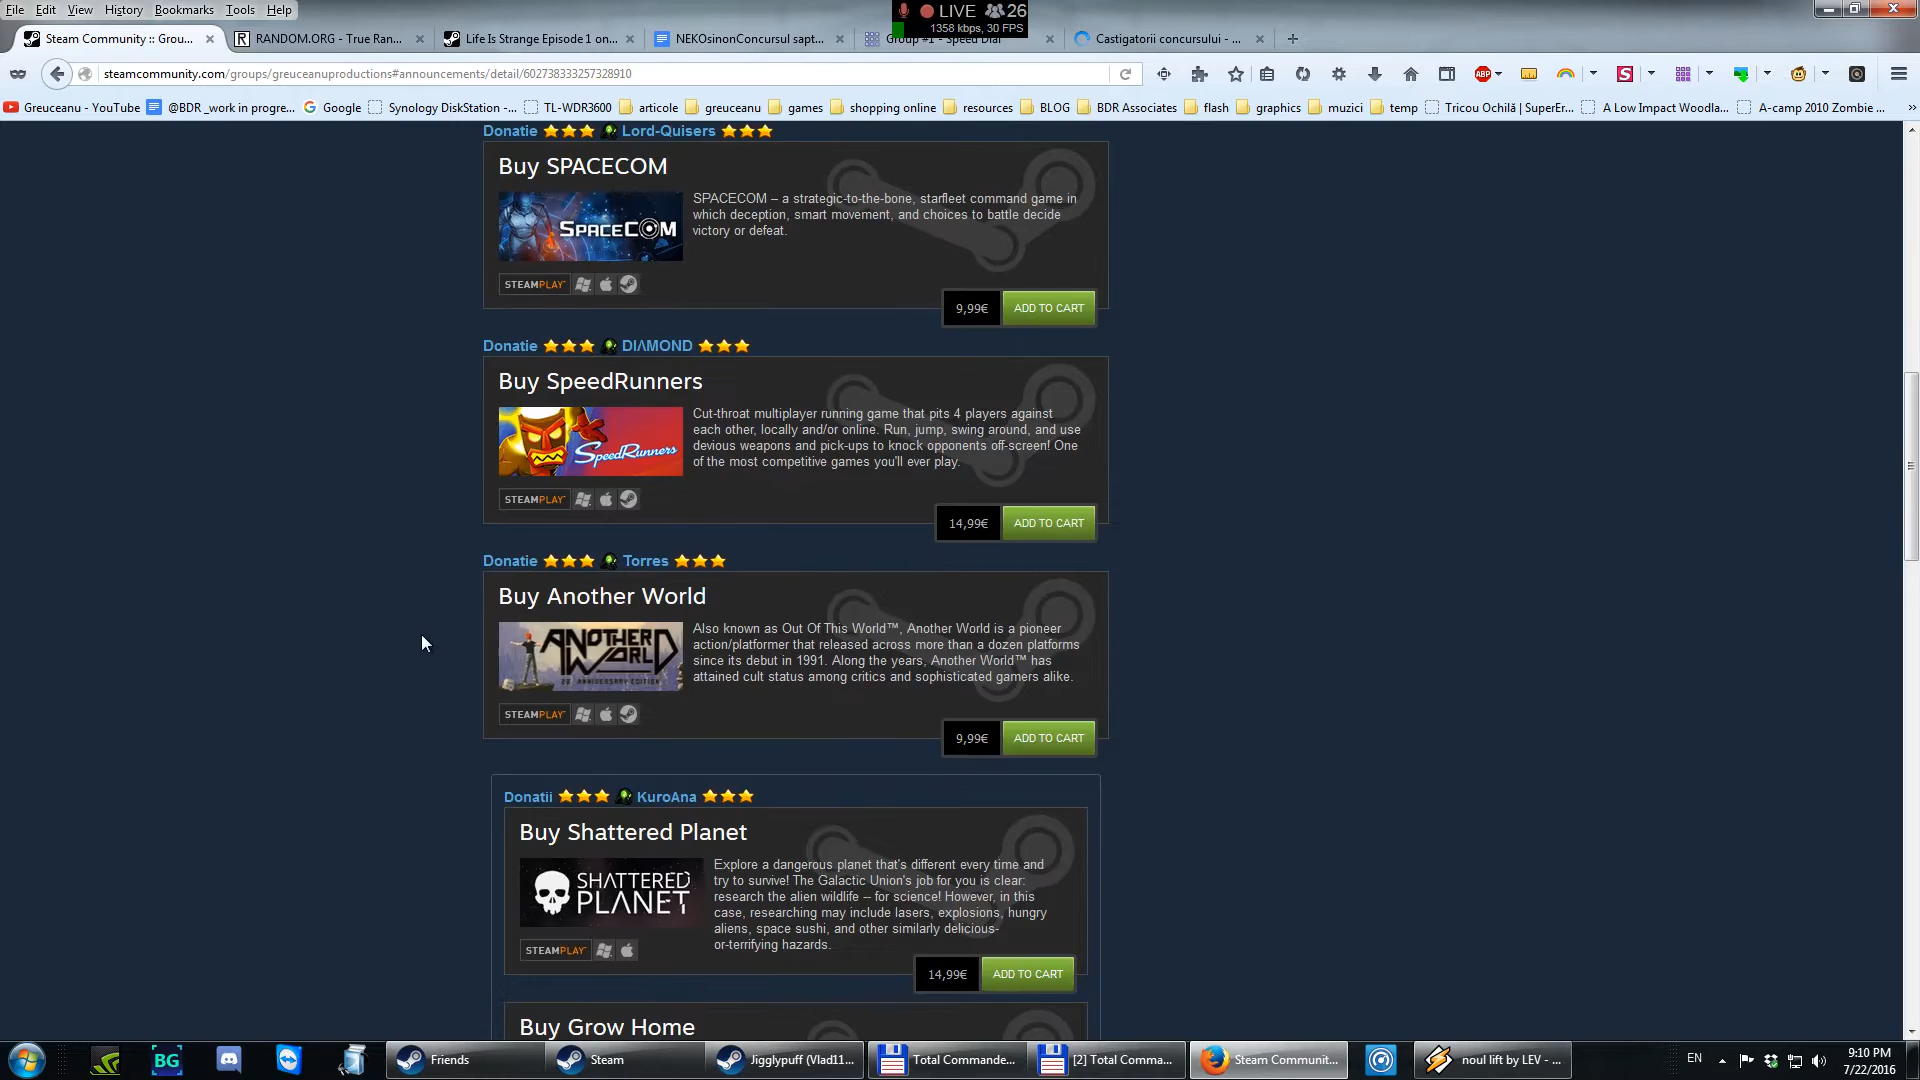 File Edit View History Bookmarks Tools Help
LIVE 26
1358 kbps, 30 FPS
Steam Community :: Grou... RANDOM.ORG - True Ran... Life Is Strange Episode 1 on... NEKOsinonConcursul sapt... Group #1 - Speed Dial Castigatorii concursului - ...
steamcommunity.com/groups/greuceanuproductions#announcements/detail/602738333257328910
ABP
Greuceanu - YouTube @BDR _work in progre... Google Synology DiskStation -... TL-WDR3600 articole greuceanu games shopping online resources BLOG BDR Associates flash graphics muzici temp Tricou Ochilă | SuperEr... A Low Impact Woodla... A-camp 2010 Zombie ...
Donatie Lord-Quisers
Buy SPACECOM
SPACECOM
SPACECOM – a strategic-to-the-bone, starfleet command game in
which deception, smart movement, and choices to battle decide
victory or defeat.
STEAMPLAY
9,99€ ADD TO CART
Donatie DIΛMOND
Buy SpeedRunners
SpeedRunners
Cut-throat multiplayer running game that pits 4 players against
each other, locally and/or online. Run, jump, swing around, and use
devious weapons and pick-ups to knock opponents off-screen! One
of the most competitive games you'll ever play.
STEAMPLAY
14,99€ ADD TO CART
Donatie Torres
Buy Another World
ANOTHER WORLD
20TH ANNIVERSARY EDITION
Also known as Out Of This World™, Another World is a pioneer
action/platformer that released across more than a dozen platforms
since its debut in 1991. Along the years, Another World™ has
attained cult status among critics and sophisticated gamers alike.
STEAMPLAY
9,99€ ADD TO CART
Donatii KuroAna
Buy Shattered Planet
SHATTERED
PLANET
Explore a dangerous planet that's different every time and
try to survive! The Galactic Union's job for you is clear:
research the alien wildlife -- for science! However, in this
case, researching may include lasers, explosions, hungry
aliens, space sushi, and other similarly delicious-
or-terrifying hazards.
STEAMPLAY
14,99€ ADD TO CART
Buy Grow Home
BG Friends Steam Jigglypuff (Vlad11... Total Commande... [2] Total Comma... Steam Communit... noul lift by LEV - ... EN 9:10 PM
7/22/2016